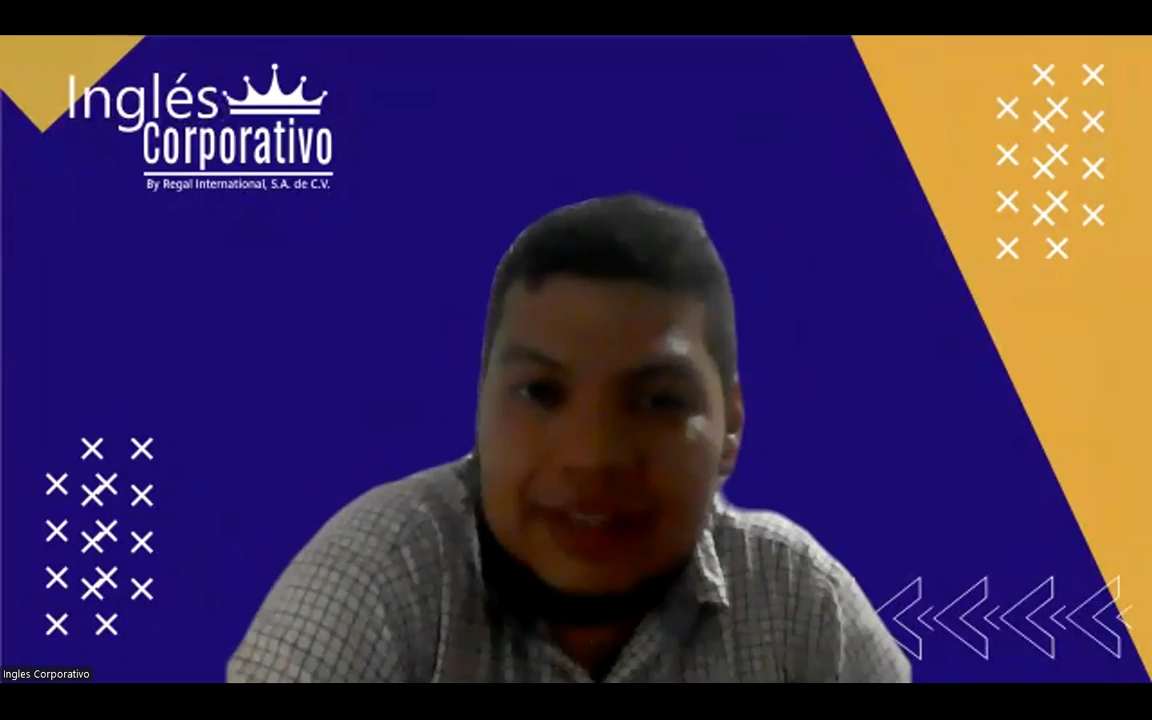 Inglés
Corporativo
By Regal International, S.A. de C.V.
Ingles Corporativo